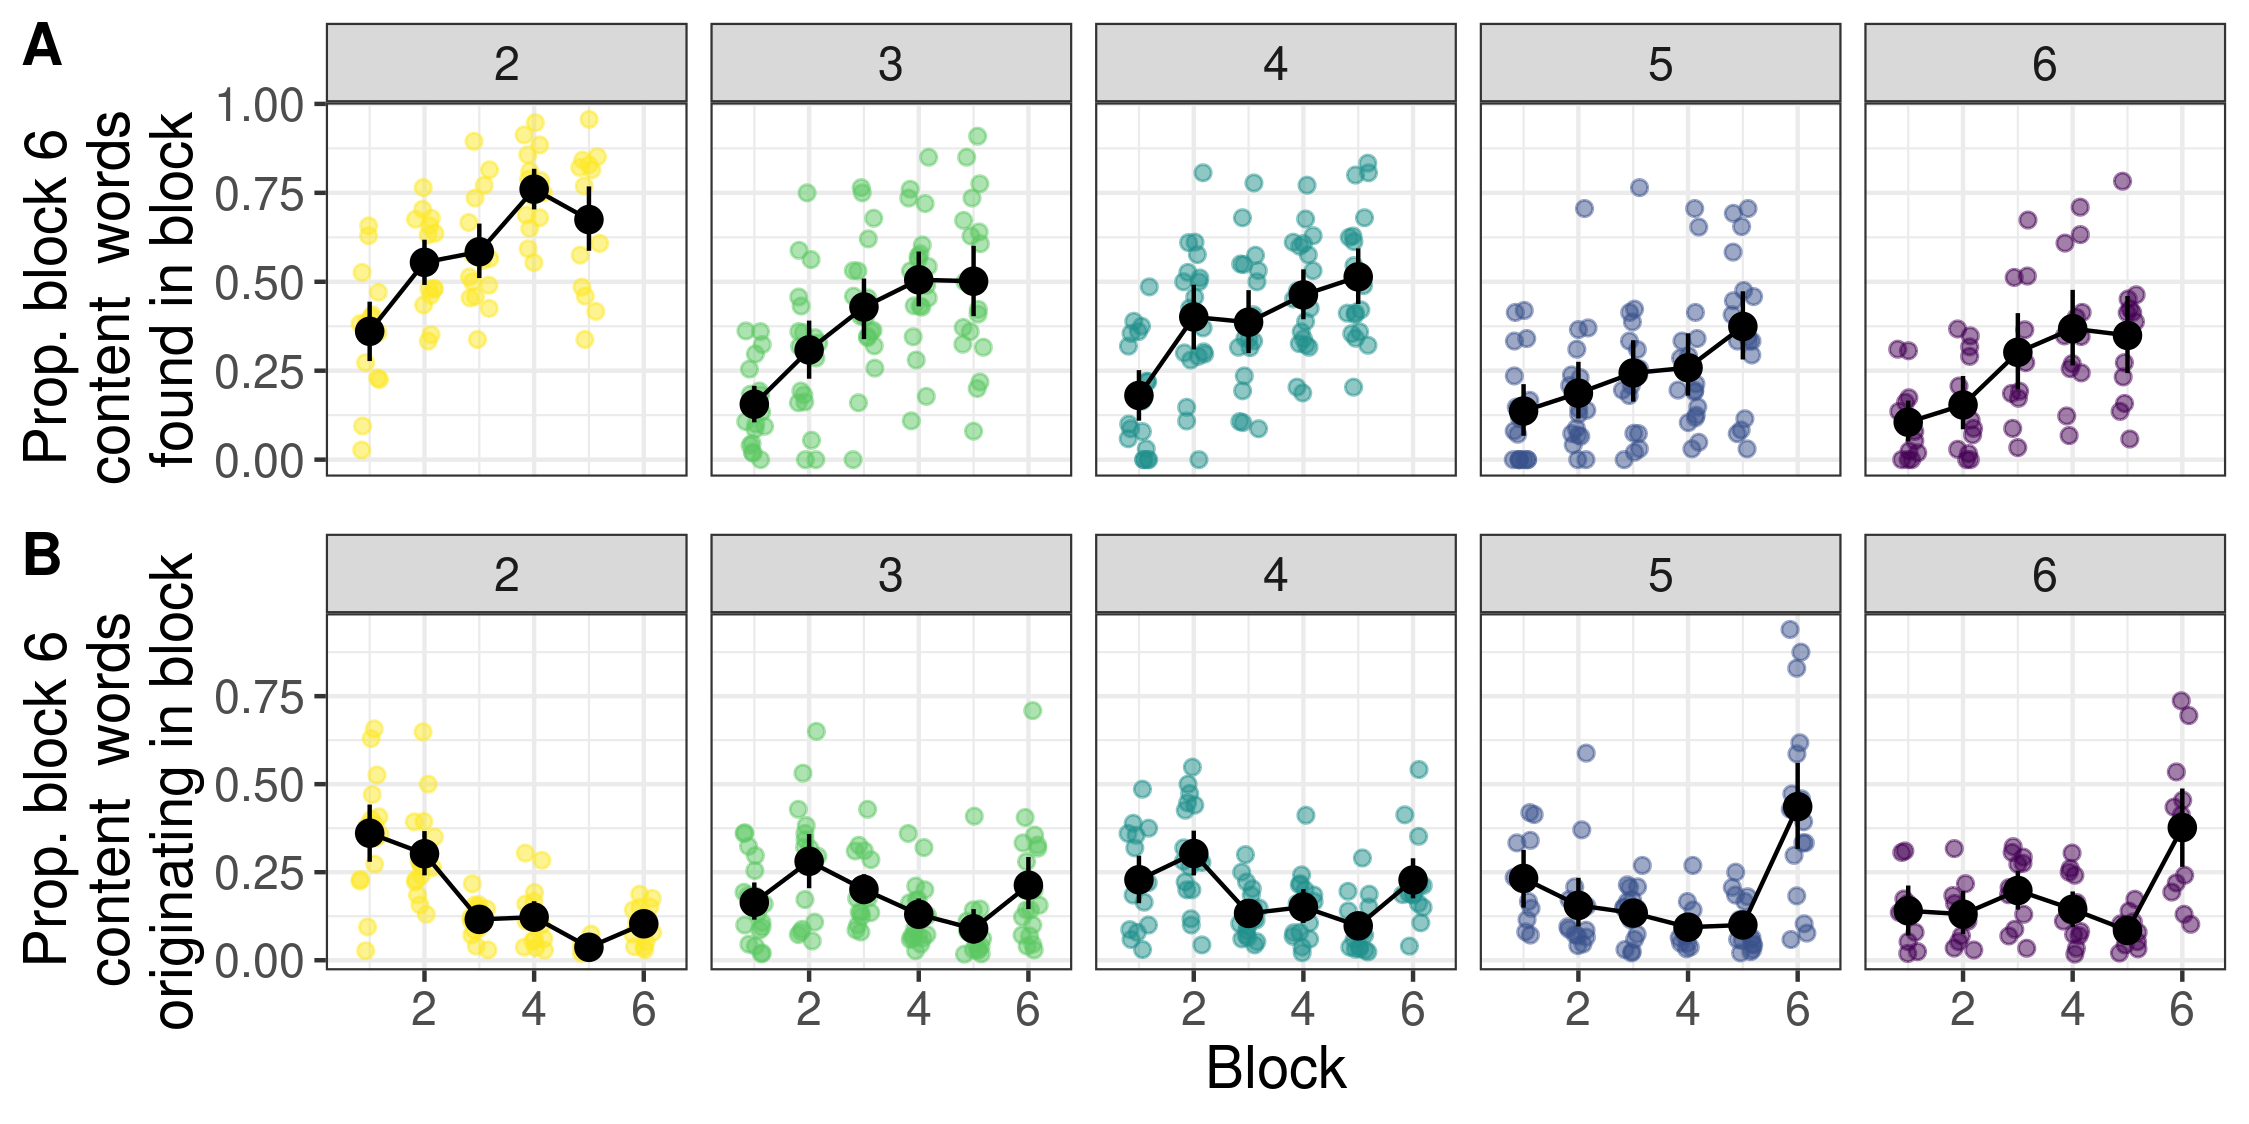 A
2 3 4 5 6
Prop. block 6
content words
found in block
1.00
0.75
0.50
0.25
0.00
B
2 3 4 5 6
Prop. block 6
content words
originating in block
0.75
0.50
0.25
0.00
2 4 6 2 4 6 2 4 6 2 4 6 2 4 6
Block